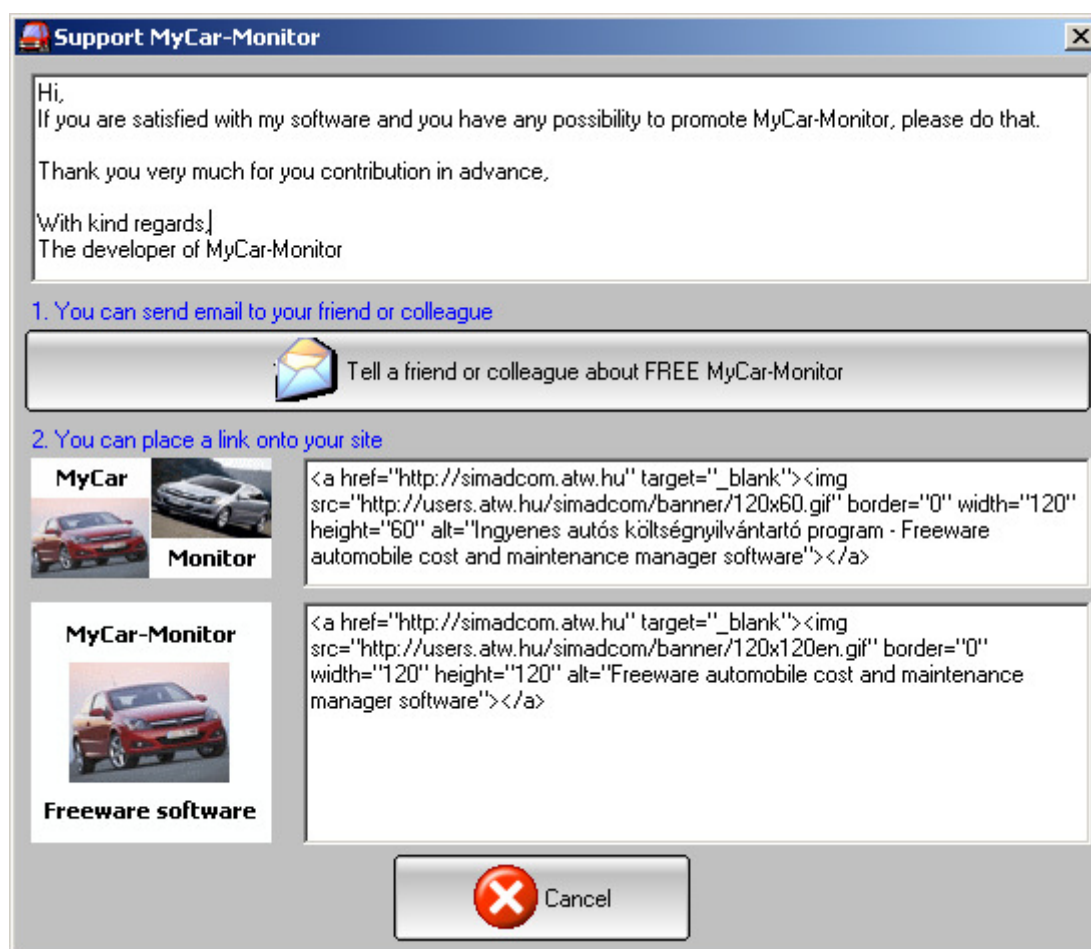 Support MyCar-Monitor
Hi,
If you are satisfied with my software and you have any possibility to promote MyCar-Monitor, please do that.
Thank you very much for you contribution in advance,
With kind regards,
The developer of MyCar-Monitor
1. You can send email to your friend or colleague
Tell a friend or colleague about FREE MyCar-Monitor
2. You can place a link onto your site
MyCar
Monitor
<a href="http://simadcom.atw.hu" target="_blank"><img
src="http://users.atw.hu/simadcom/banner/120x60.gif" border="0" width="120"
height="60" alt="Ingyenes autós költségnyilvántartó program - Freeware
automobile cost and maintenance manager software"></a>
MyCar-Monitor
Freeware software
<a href="http://simadcom.atw.hu" target="_blank"><img
src="http://users.atw.hu/simadcom/banner/120x120en.gif" border="0"
width="120" height="120" alt="Freeware automobile cost and maintenance
manager software"></a>
Cancel